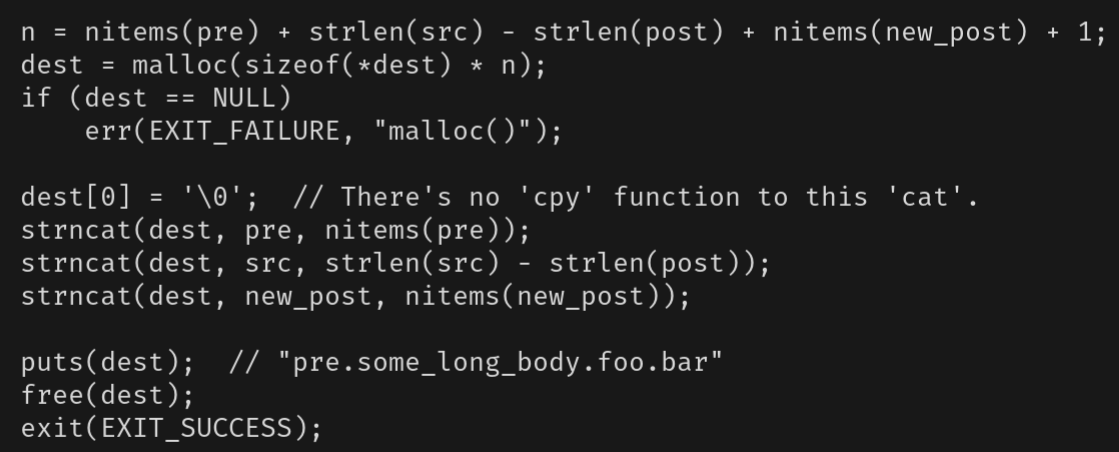 n = nitems(pre) + strlen(src) - strlen(post) + nitems(new_post) + 1;
dest = malloc(sizeof(*dest) * n);
if (dest == NULL)
    err(EXIT_FAILURE, "malloc()");

dest[0] = '\0';  // There's no 'cpy' function to this 'cat'.
strncat(dest, pre, nitems(pre));
strncat(dest, src, strlen(src) - strlen(post));
strncat(dest, new_post, nitems(new_post));

puts(dest);  // "pre.some_long_body.foo.bar"
free(dest);
exit(EXIT_SUCCESS);